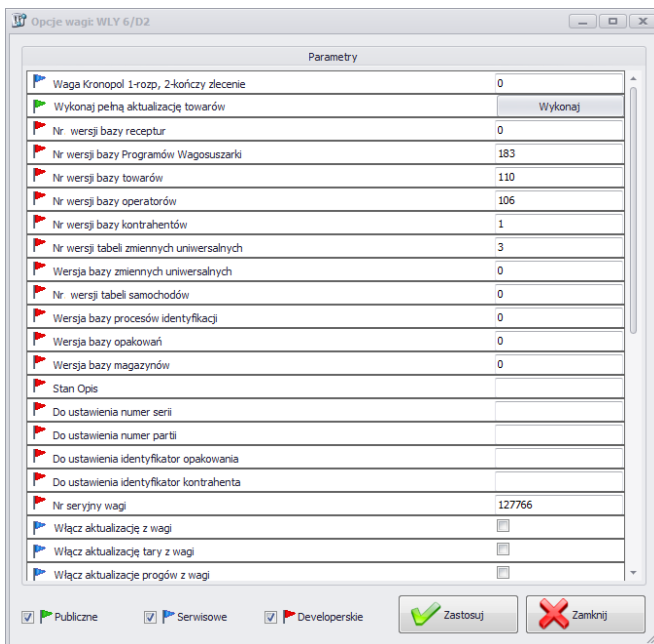 Opcje wagi: WLY 6/D2
Parametry
Waga Kronopol 1-rozp, 2-kończy zlecenie 0
Wykonaj pełną aktualizację towarów Wykonaj
Nr wersji bazy receptur 0
Nr wersji bazy Programów Wagosuszarki 183
Nr wersji bazy towarów 110
Nr wersji bazy operatorów 106
Nr wersji bazy kontrahentów 1
Nr wersji tabeli zmiennych uniwersalnych 3
Wersja bazy zmiennych uniwersalnych 0
Nr wersji tabeli samochodów 0
Wersja bazy procesów identyfikacji 0
Wersja bazy opakowań 0
Wersja bazy magazynów 0
Stan Opis
Do ustawienia numer serii
Do ustawienia numer partii
Do ustawienia identyfikator opakowania
Do ustawienia identyfikator kontrahenta
Nr seryjny wagi 127766
Włącz aktualizację z wagi
Włącz aktualizację tary z wagi
Włącz aktualizacje progów z wagi
Publiczne Serwisowe Developerskie Zastosuj Zamknij